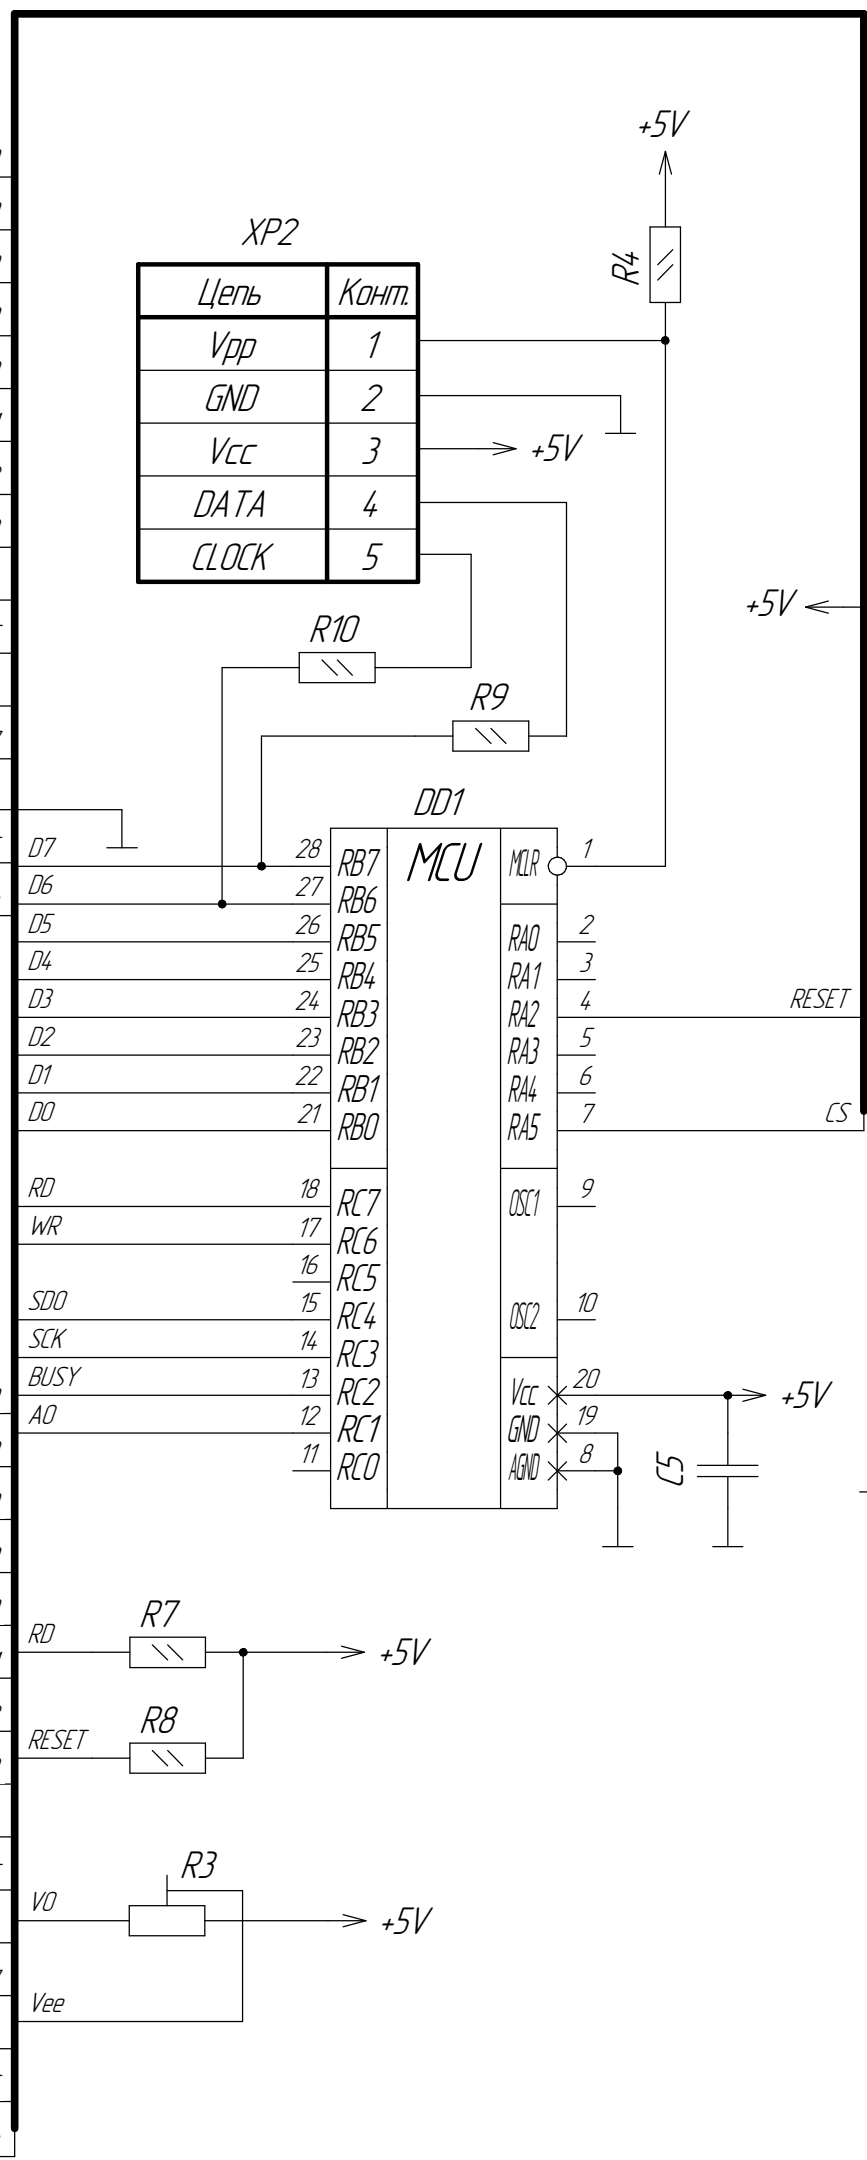 +5V
XP2
R4
Цепь Конт.
Vpp 1
GND 2
Vcc 3
+5V
DATA 4
CLOCK 5
+5V
R10
R9
DD1
MCU
D7 28 RB7 MCLR 1
D6 27 RB6
D5 26 RB5 RA0 2
D4 25 RB4 RA1 3
D3 24 RB3 RA2 4 RESET
D2 23 RB2 RA3 5
D1 22 RB1 RA4 6
D0 21 RB0 RA5 7 CS
RD 18 RC7 OSC1 9
WR 17 RC6
16 RC5
SDO 15 RC4 OSC2 10
SCK 14 RC3
BUSY 13 RC2 Vcc 20 +5V
A0 12 RC1 GND 19
11 RC0 AGND 8
C5
R7
RD +5V
R8
RESET
R3
V0 +5V
Vee